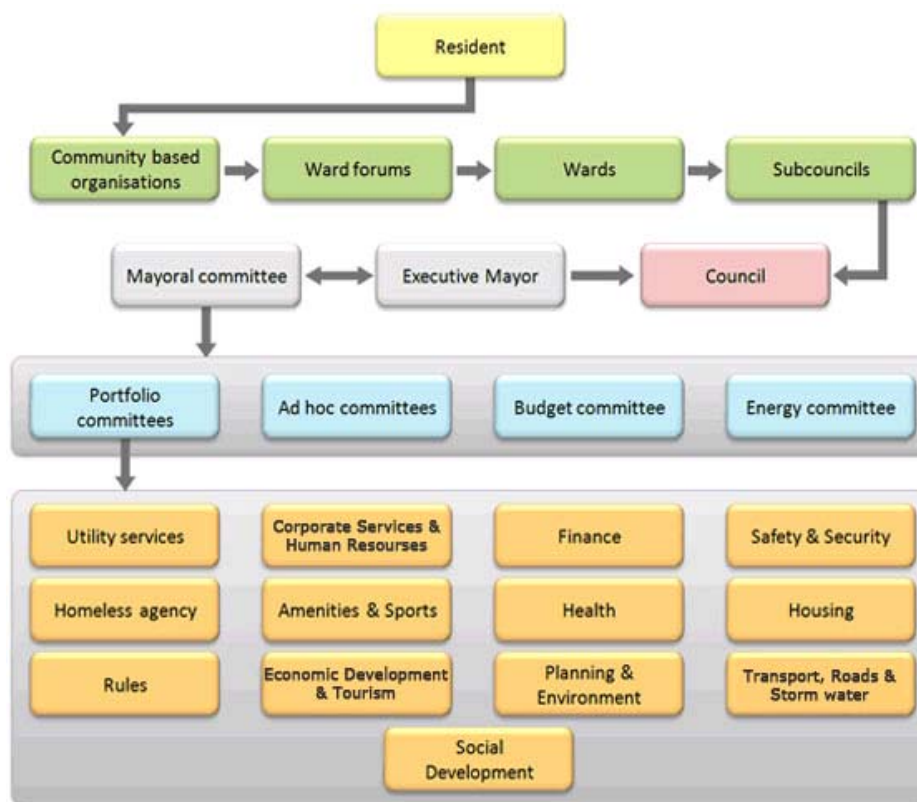 Resident
Community based
organisations
Ward forums
Wards
Subcouncils
Mayoral committee
Executive Mayor
Council
Portfolio
committees
Ad hoc committees
Budget committee
Energy committee
Utility services
Corporate Services &
Human Resourses
Finance
Safety & Security
Homeless agency
Amenities & Sports
Health
Housing
Rules
Economic Development
& Tourism
Planning &
Environment
Transport, Roads &
Storm water
Social
Development